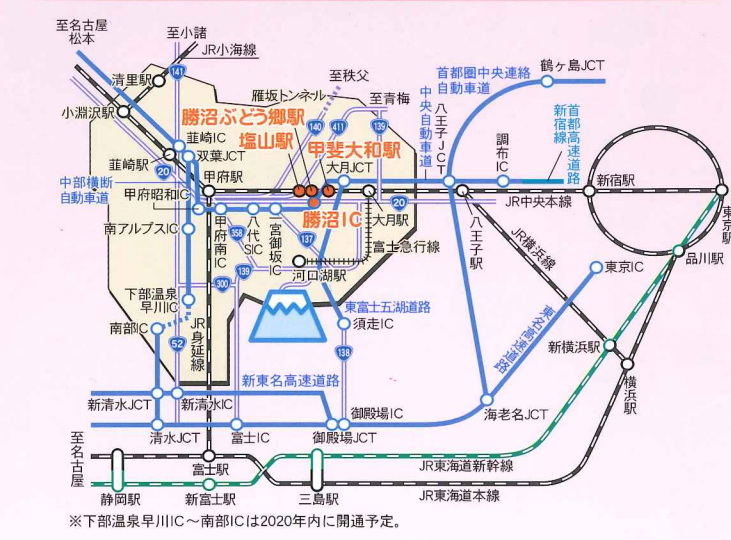 至名古屋
松本
至小諸
JR小海線
141
清里駅
小淵沢駅
至秩父
雁坂トンネル
至青梅
140
411
139
勝沼ぶどう郷駅
塩山駅
甲斐大和駅
勝沼IC
首都圏中央連絡
自動車道
鶴ヶ島JCT
中央自動車道
八王子JCT
調布IC
首都高速道路
新宿線
韮崎IC
双葉JCT
韮崎駅
20
甲府駅
大月JCT
中部横断
自動車道
甲府昭和IC
20
大月駅
JR中央本線
新宿駅
東京駅
南アルプスIC
甲府南IC
358
八代SIC
一宮御坂IC
137
富士急行線
八王子駅
JR横浜線
品川駅
139
河口湖駅
東京IC
300
下部温泉
早川IC
東富士五湖道路
須走IC
南部IC
52
JR身延線
138
東名高速道路
新横浜駅
横浜駅
新東名高速道路
新清水JCT
新清水IC
御殿場IC
海老名JCT
清水JCT
富士IC
御殿場JCT
至名古屋
富士駅
JR東海道新幹線
静岡駅
新富士駅
三島駅
JR東海道本線
※下部温泉早川IC～南部ICは2020年内に開通予定。